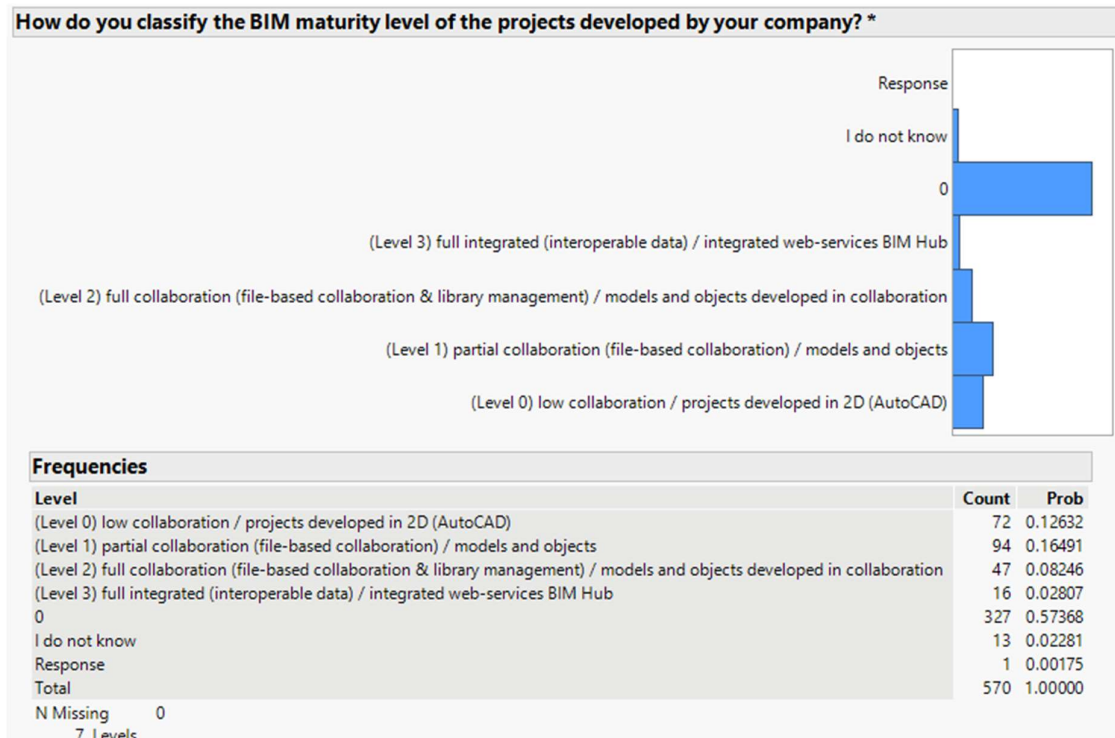 How do you classify the BIM maturity level of the projects developed by your company? *
Response
I do not know
0
(Level 3) full integrated (interoperable data) / integrated web-services BIM Hub
(Level 2) full collaboration (file-based collaboration & library management) / models and objects developed in collaboration
(Level 1) partial collaboration (file-based collaboration) / models and objects
(Level 0) low collaboration / projects developed in 2D (AutoCAD)
Frequencies
Level Count Prob
(Level 0) low collaboration / projects developed in 2D (AutoCAD) 72 0.12632
(Level 1) partial collaboration (file-based collaboration) / models and objects 94 0.16491
(Level 2) full collaboration (file-based collaboration & library management) / models and objects developed in collaboration 47 0.08246
(Level 3) full integrated (interoperable data) / integrated web-services BIM Hub 16 0.02807
0 327 0.57368
I do not know 13 0.02281
Response 1 0.00175
Total 570 1.00000
N Missing 0
7 Levels